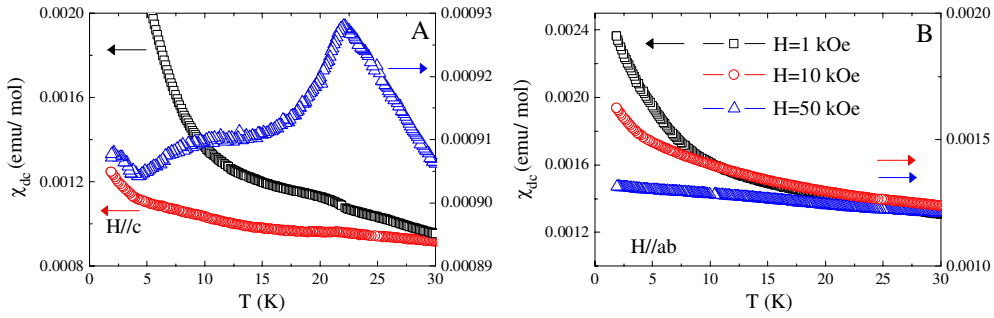 0.0020
0.0016
0.0012
0.0008
χdc (emu/ mol)
A
H//c
0.00093
0.00092
0.00091
0.00090
0.00089
0 5 10 15 20 25 30
T (K)
0.0024
0.0020
0.0016
0.0012
χdc (emu/ mol)
B
H=1 kOe
H=10 kOe
H=50 kOe
H//ab
0.0020
0.0015
0.0010
0 5 10 15 20 25 30
T (K)